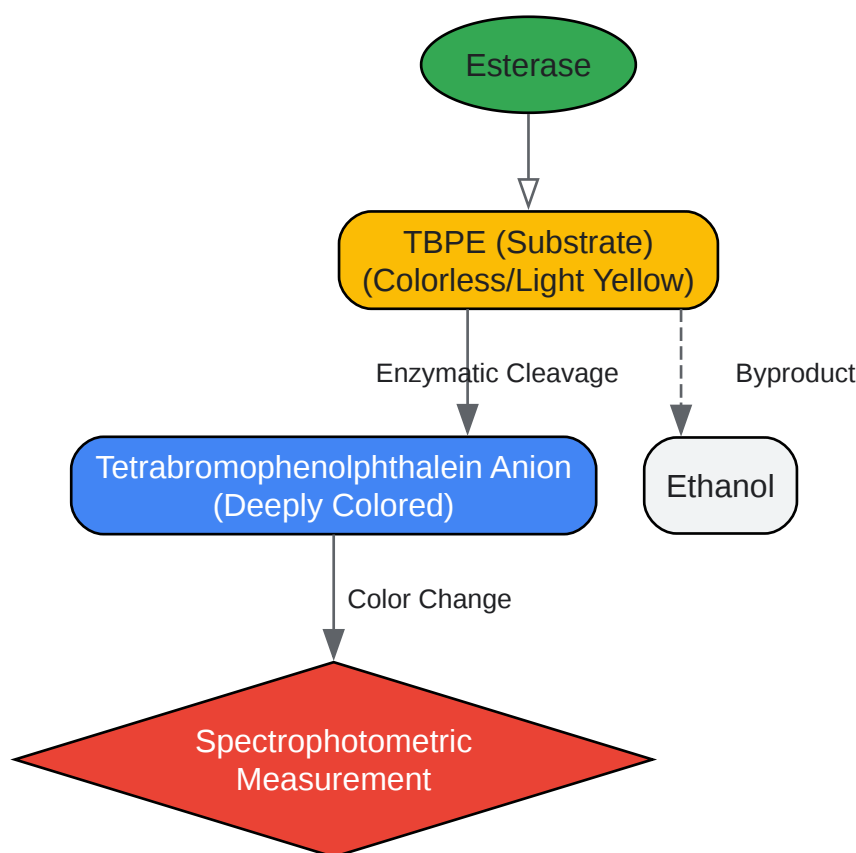 Esterase
TBPE (Substrate)
(Colorless/Light Yellow)
Enzymatic Cleavage
Byproduct
Tetrabromophenolphthalein Anion
(Deeply Colored)
Ethanol
Color Change
Spectrophotometric
Measurement